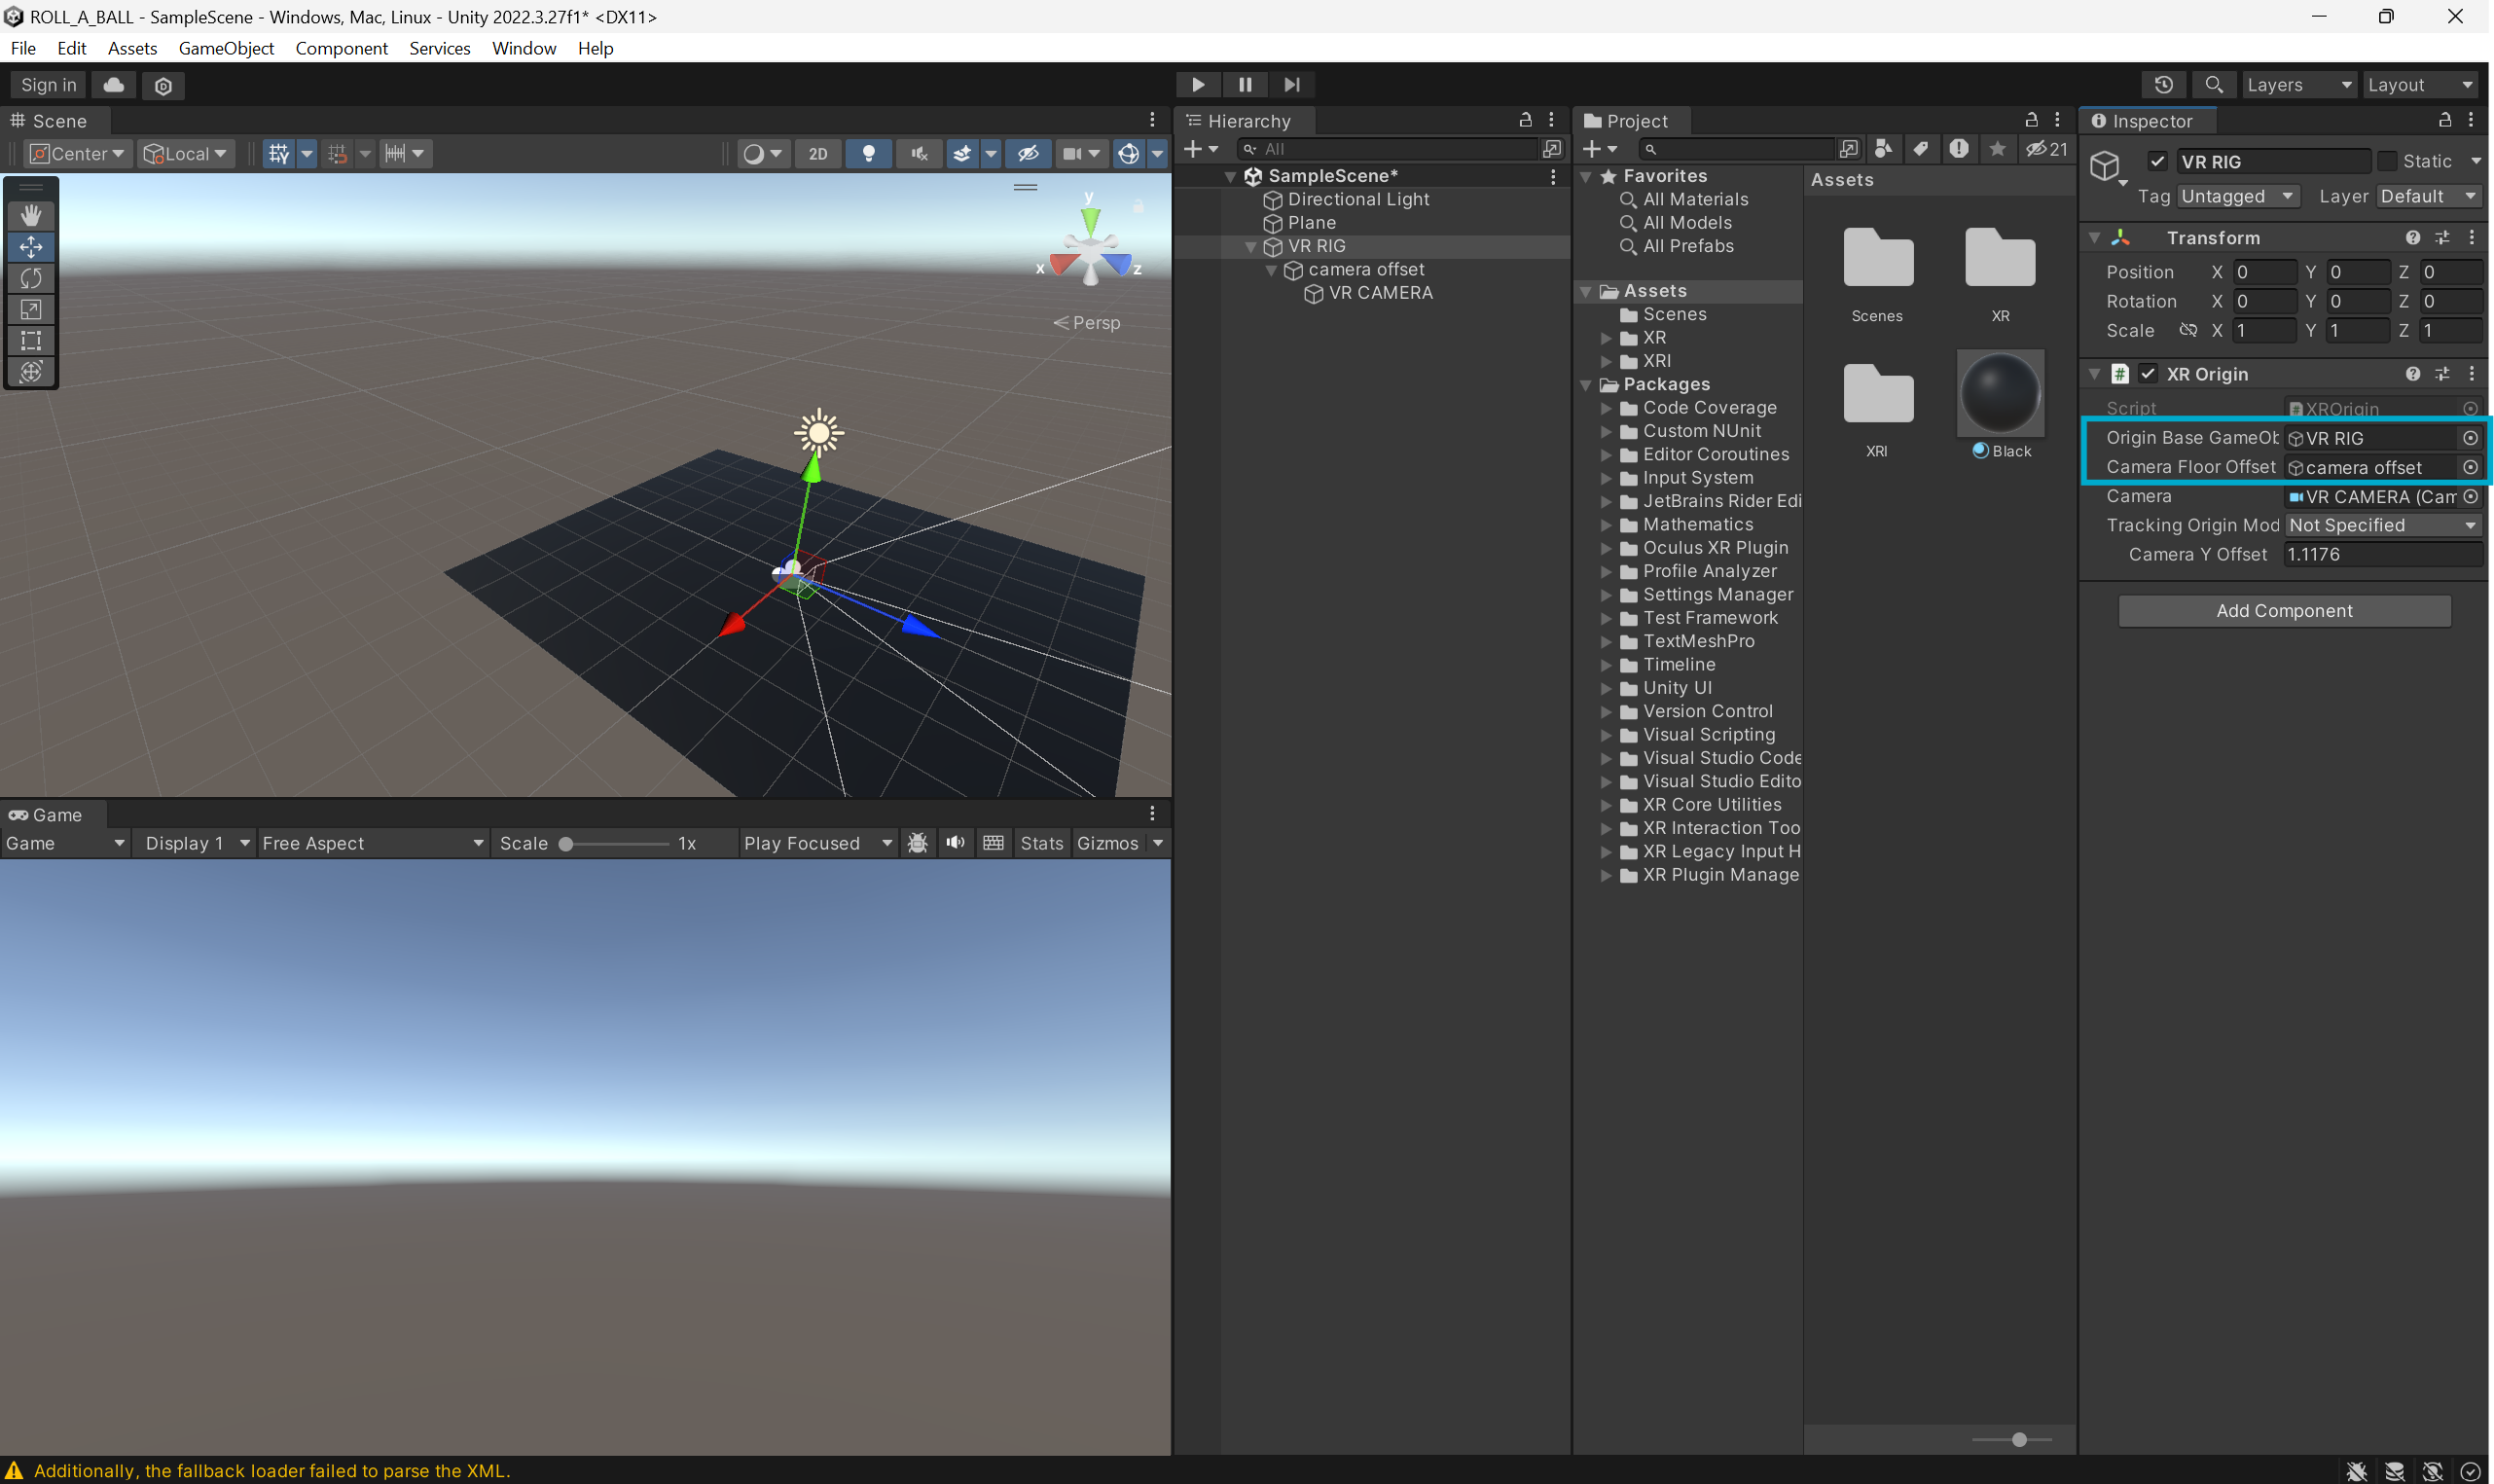 ROLL_A_BALL - SampleScene - Windows, Mac, Linux - Unity 2022.3.27f1* <DX11>
File Edit Assets GameObject Component Services Window Help
Sign in
Layers
Layout
Scene
Center
Local
2D
y
x
z
Persp
Game
Game
Display 1
Free Aspect
Scale
1x
Play Focused
Stats
Gizmos
Hierarchy
All
SampleScene*
Directional Light
Plane
VR RIG
camera offset
VR CAMERA
Project
21
Favorites
All Materials
All Models
All Prefabs
Assets
Scenes
XR
XRI
Packages
Code Coverage
Custom NUnit
Editor Coroutines
Input System
JetBrains Rider Edi
Mathematics
Oculus XR Plugin
Profile Analyzer
Settings Manager
Test Framework
TextMeshPro
Timeline
Unity UI
Version Control
Visual Scripting
Visual Studio Code
Visual Studio Edito
XR Core Utilities
XR Interaction Too
XR Legacy Input H
XR Plugin Manage
Assets
Scenes
XR
XRI
Black
Inspector
VR RIG
Static
Tag Untagged Layer Default
Transform
Position X 0 Y 0 Z 0
Rotation X 0 Y 0 Z 0
Scale X 1 Y 1 Z 1
# XR Origin
Script XROrigin
Origin Base GameOb VR RIG
Camera Floor Offset camera offset
Camera VR CAMERA (Cam
Tracking Origin Mod Not Specified
Camera Y Offset 1.1176
Add Component
Additionally, the fallback loader failed to parse the XML.